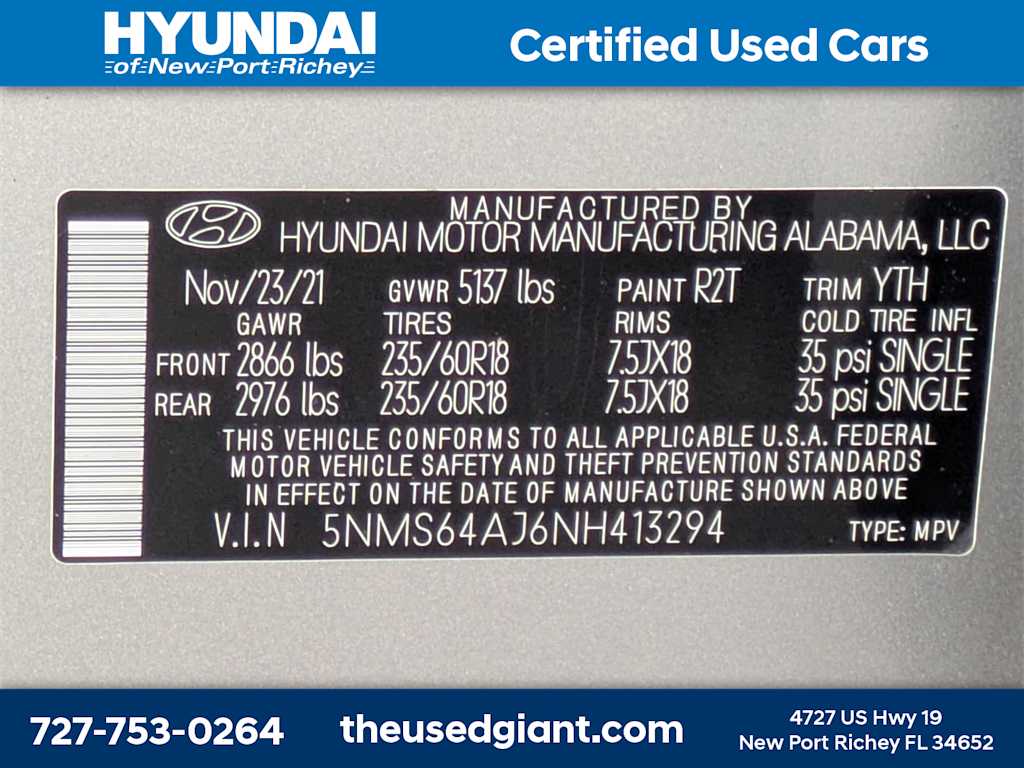 HYUNDAI
of New Port Richey
Certified Used Cars
MANUFACTURED BY
HYUNDAI MOTOR MANUFACTURING ALABAMA, LLC
Nov/23/21 GVWR 5137 lbs PAINT R2T TRIM YTH
GAWR TIRES RIMS COLD TIRE INFL
FRONT 2866 lbs 235/60R18 7.5JX18 35 psi SINGLE
REAR 2976 lbs 235/60R18 7.5JX18 35 psi SINGLE
THIS VEHICLE CONFORMS TO ALL APPLICABLE U.S.A. FEDERAL
MOTOR VEHICLE SAFETY AND THEFT PREVENTION STANDARDS
IN EFFECT ON THE DATE OF MANUFACTURE SHOWN ABOVE
V.I.N 5NMS64AJ6NH413294 TYPE: MPV
727-753-0264
theusedgiant.com
4727 US Hwy 19
New Port Richey FL 34652